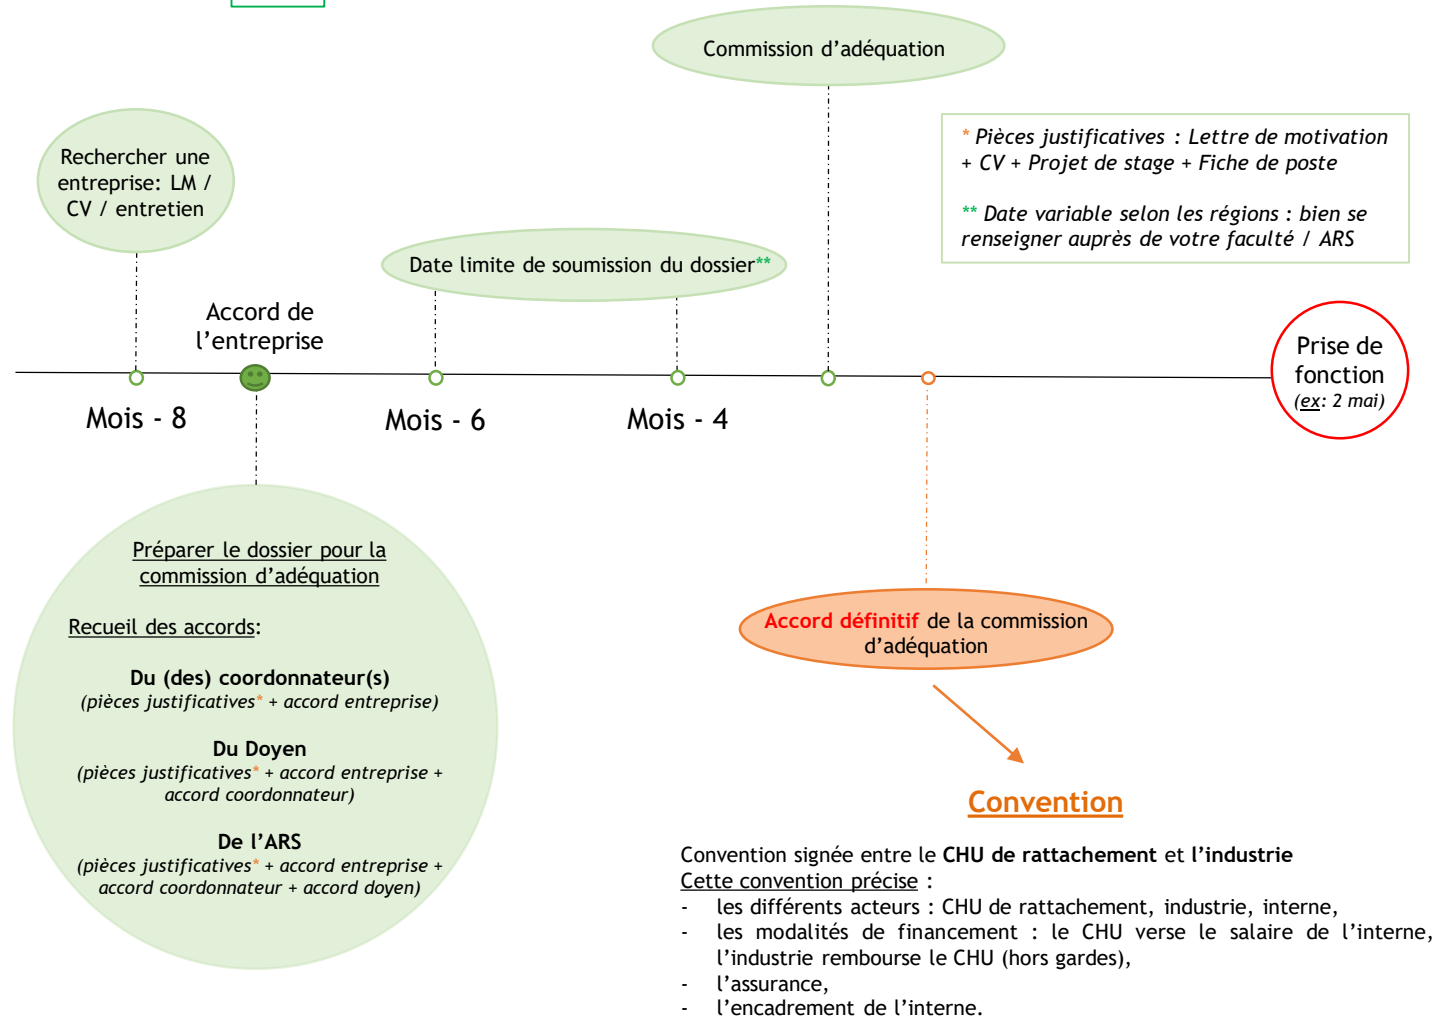 Commission d’adéquation
Rechercher une
entreprise: LM /
CV / entretien
* Pièces justificatives : Lettre de motivation
+ CV + Projet de stage + Fiche de poste
** Date variable selon les régions : bien se
renseigner auprès de votre faculté / ARS
Date limite de soumission du dossier**
Accord de
l’entreprise
Prise de
fonction
(ex: 2 mai)
Mois - 8
Mois - 6
Mois - 4
Préparer le dossier pour la
commission d’adéquation
Recueil des accords:
Du (des) coordonnateur(s)
(pièces justificatives* + accord entreprise)
Du Doyen
(pièces justificatives* + accord entreprise +
accord coordonnateur)
De l’ARS
(pièces justificatives* + accord entreprise +
accord coordonnateur + accord doyen)
Accord définitif de la commission
d’adéquation
Convention
Convention signée entre le CHU de rattachement et l’industrie
Cette convention précise :
- les différents acteurs : CHU de rattachement, industrie, interne,
- les modalités de financement : le CHU verse le salaire de l’interne,
l’industrie rembourse le CHU (hors gardes),
- l’assurance,
- l’encadrement de l’interne.